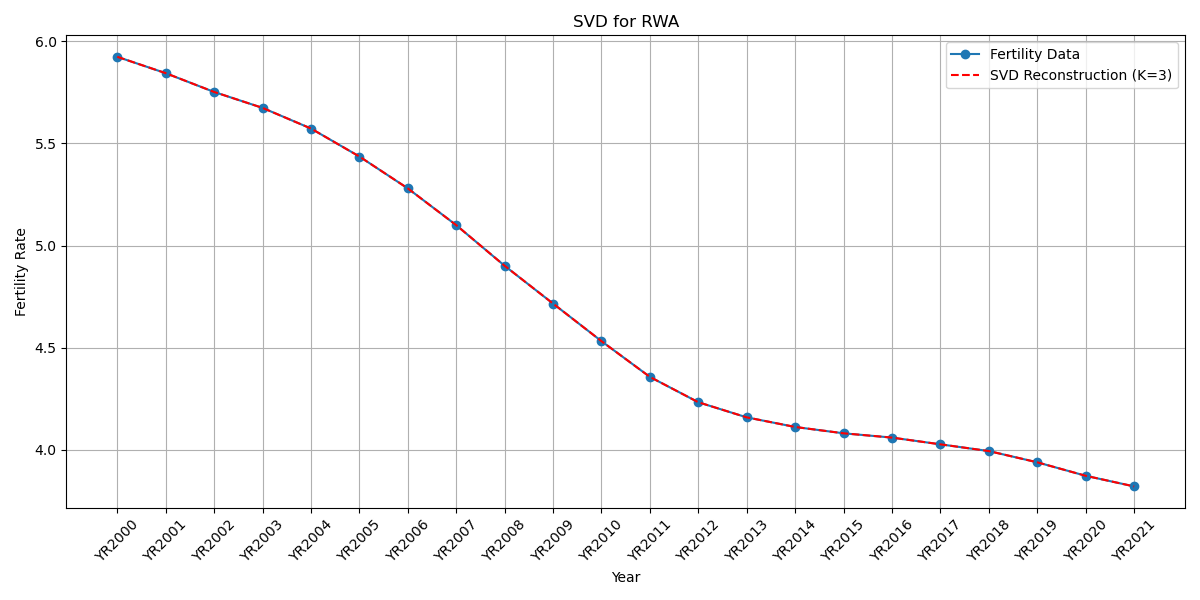 SVD for RWA
Fertility Data
SVD Reconstruction (K=3)
Fertility Rate
6.0
5.5
5.0
4.5
4.0
YR2000
YR2001
YR2002
YR2003
YR2004
YR2005
YR2006
YR2007
YR2008
YR2009
YR2010
YR2011
YR2012
YR2013
YR2014
YR2015
YR2016
YR2017
YR2018
YR2019
YR2020
YR2021
Year